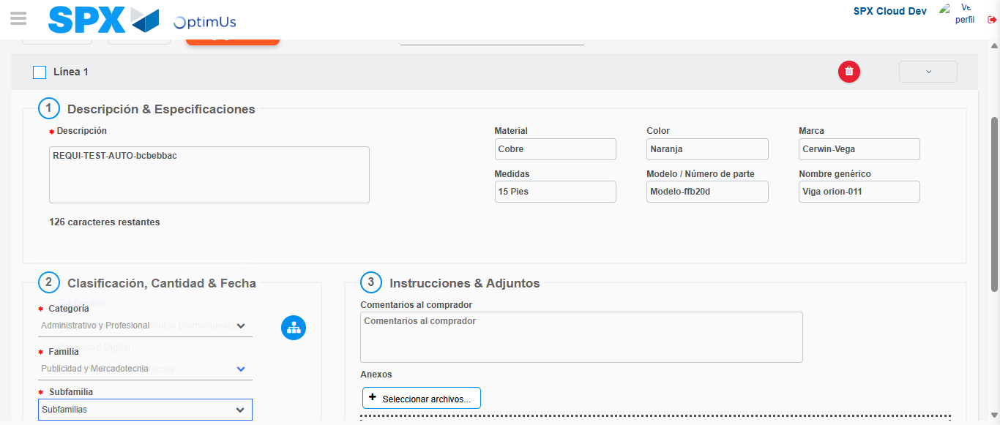 SPX
OptimUs
SPX Cloud Dev
Ve
perfil
Línea 1
1 Descripción & Especificaciones
* Descripción
REQUI-TEST-AUTO-bcbebbac
126 caracteres restantes
Material
Cobre
Color
Naranja
Marca
Cerwin-Vega
Medidas
15 Pies
Modelo / Número de parte
Modelo-ffb20d
Nombre genérico
Viga orion-011
2 Clasificación, Cantidad & Fecha
Subfamilias
* Categoría
Administrativo y Profesional
* Familia
Publicidad y Mercadotecnia
* Subfamilia
Subfamilias
3 Instrucciones & Adjuntos
Comentarios al comprador
Comentarios al comprador
Anexos
+ Seleccionar archivos...